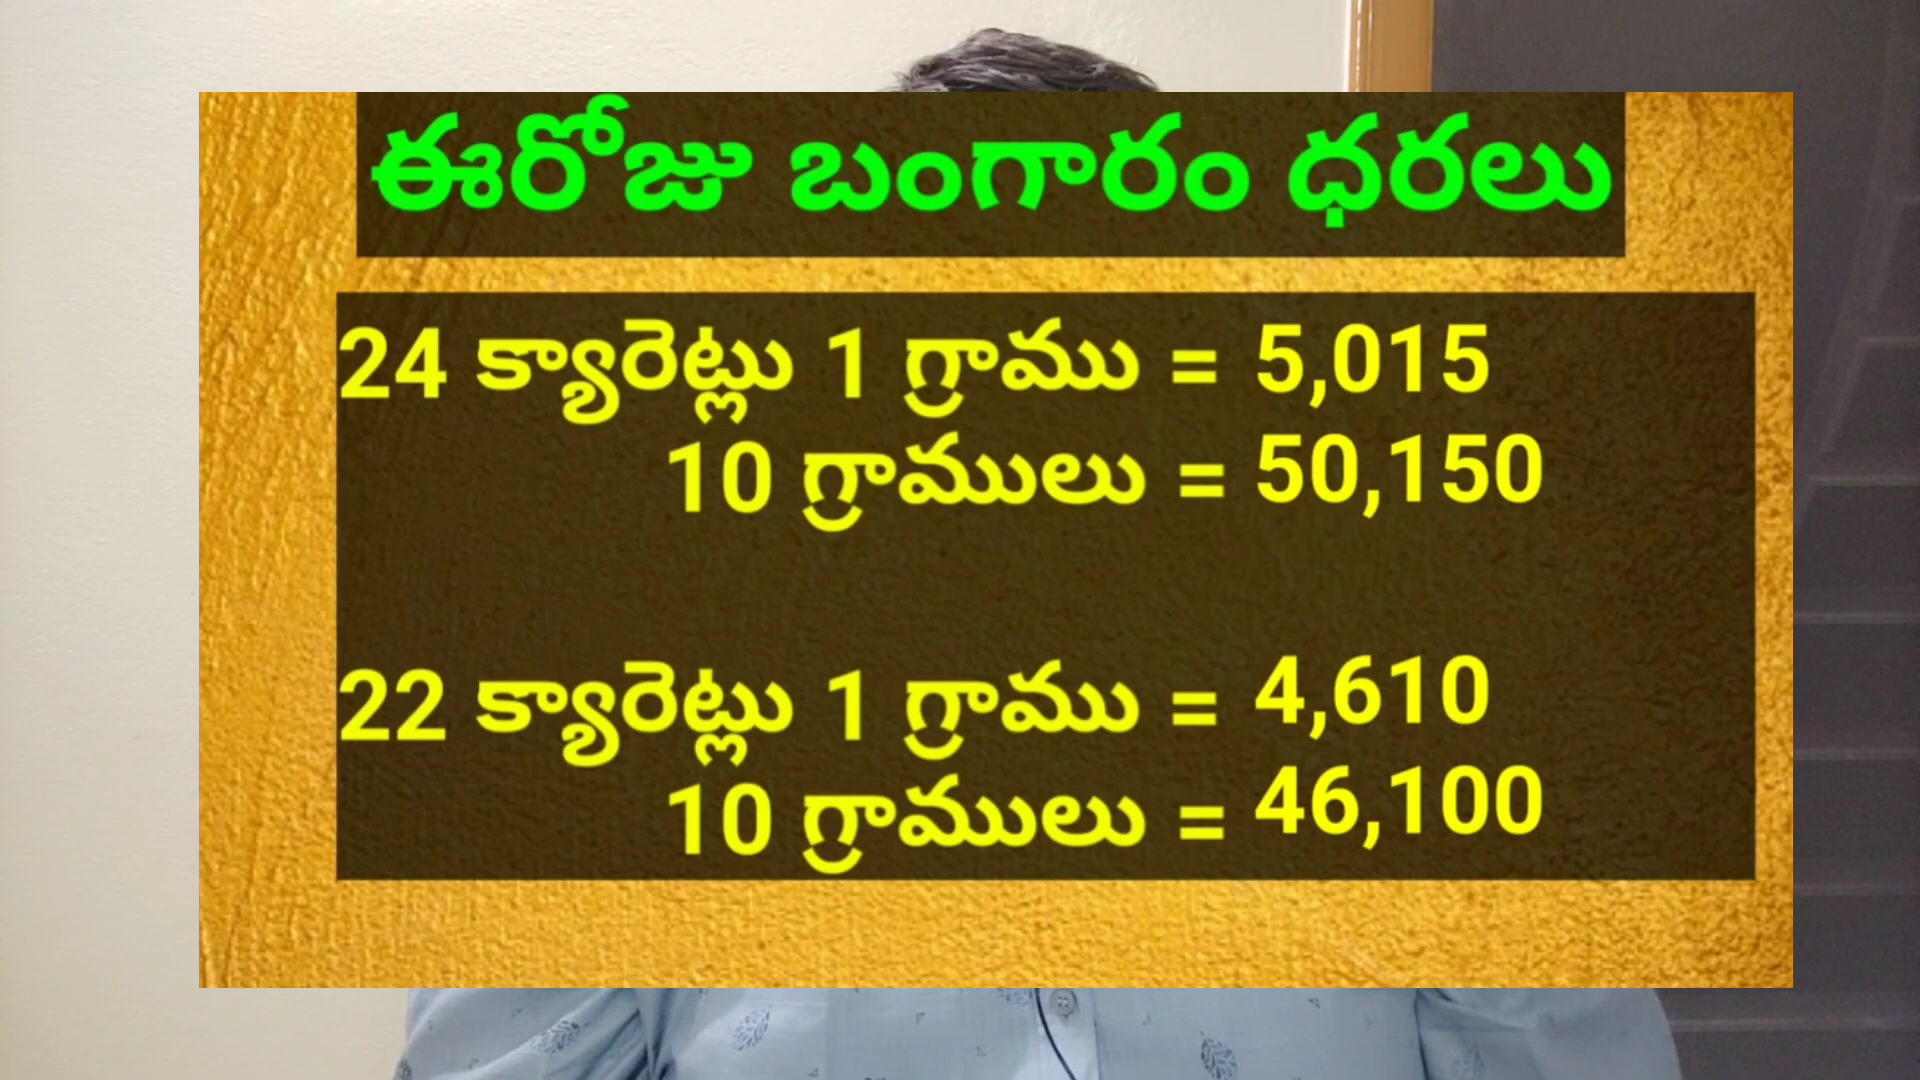 ఈరోజు బంగారం ధరలు
24 క్యారెట్లు 1 గ్రాము = 5,015
10 గ్రాములు = 50,150
22 క్యారెట్లు 1 గ్రాము = 4,610
10 గ్రాములు = 46,100